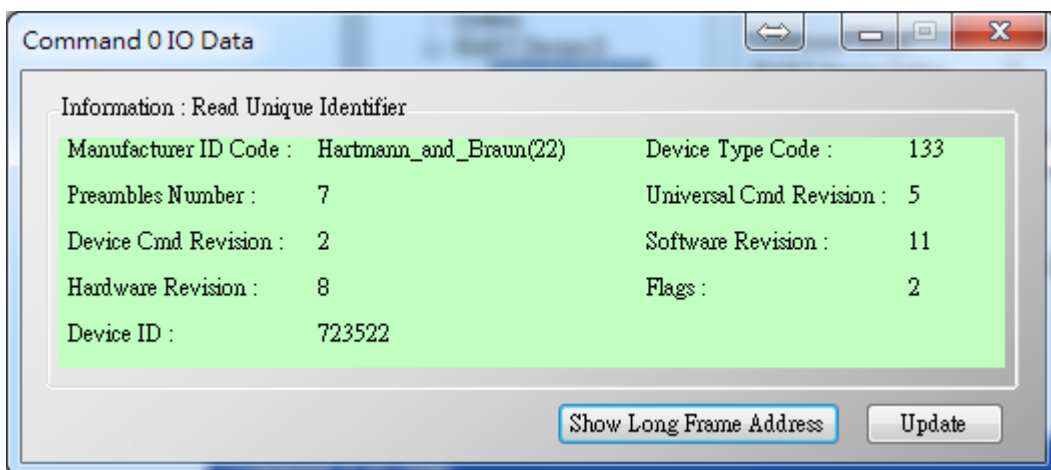 Command 0 IO Data
Information : Read Unique Identifier
Manufacturer ID Code : Hartmann_and_Braun(22) Device Type Code : 133
Preambles Number : 7 Universal Cmd Revision : 5
Device Cmd Revision : 2 Software Revision : 11
Hardware Revision : 8 Flags : 2
Device ID : 723522
Show Long Frame Address Update